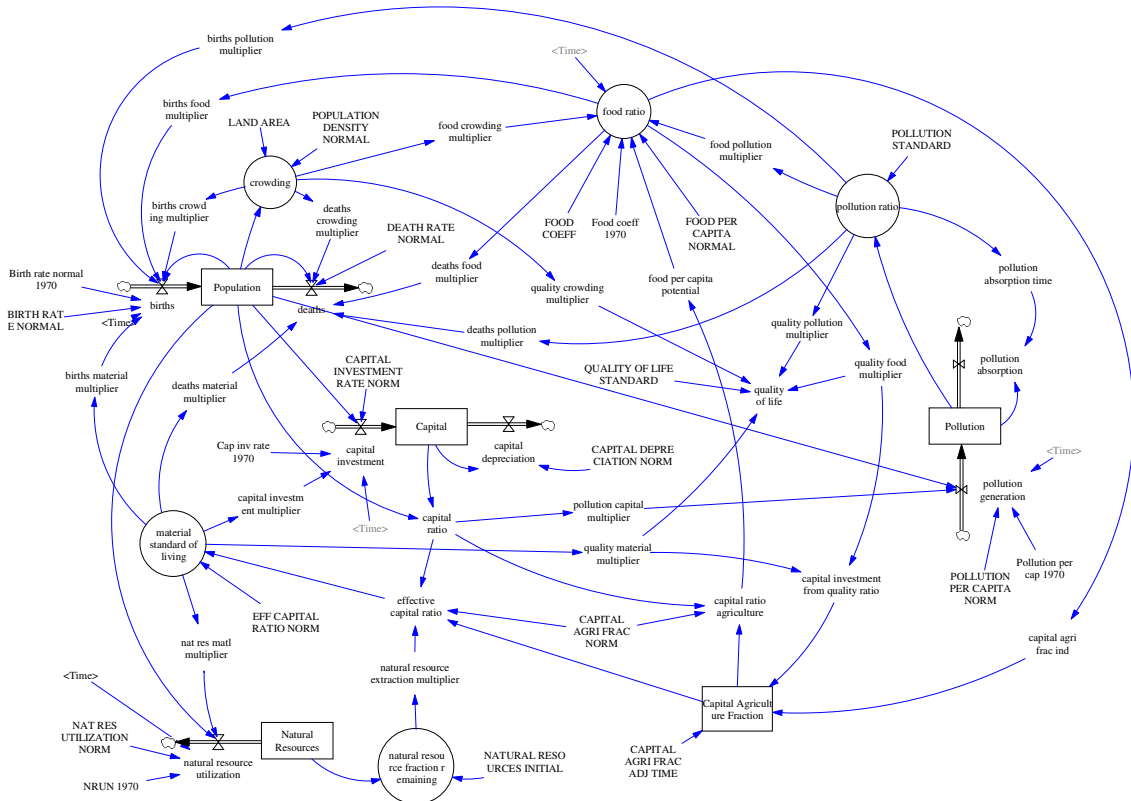 births pollution
multiplier
<Time>
births food
multiplier
LAND AREA
POPULATION
DENSITY
NORMAL
food crowding
multiplier
food ratio
food pollution
multiplier
POLLUTION
STANDARD
crowding
births crowd
ing multiplier
deaths
crowding
multiplier
DEATH RATE
NORMAL
FOOD
COEFF
Food coeff
1970
FOOD PER
CAPITA
NORMAL
pollution ratio
Birth rate normal
1970
Population
deaths food
multiplier
quality crowding
multiplier
food per capita
potential
pollution
absorption time
births
deaths
BIRTH RAT
E NORMAL
<Time>
deaths pollution
multiplier
quality pollution
multiplier
births material
multiplier
deaths material
multiplier
CAPITAL
INVESTMENT
RATE NORM
QUALITY OF LIFE
STANDARD
quality
of life
quality food
multiplier
pollution
absorption
Capital
Pollution
Cap inv rate
1970
capital
investment
capital
depreciation
CAPITAL DEPRE
CIATION NORM
<Time>
capital investm
ent multiplier
pollution
generation
<Time>
capital
ratio
pollution capital
multiplier
material
standard of
living
quality material
multiplier
capital investment
from quality ratio
POLLUTION
PER CAPITA
NORM
Pollution per
cap 1970
EFF CAPITAL
RATIO NORM
effective
capital ratio
CAPITAL
AGRI FRAC
NORM
capital ratio
agriculture
capital agri
frac ind
nat res matl
multiplier
natural resource
extraction multiplier
<Time>
Capital Agricult
ure Fraction
NAT RES
UTILIZATION
NORM
Natural
Resources
natural resource
utilization
natural resou
rce fraction r
emaining
NATURAL RESO
URCES INITIAL
CAPITAL
AGRI FRAC
ADJ TIME
NRUN 1970